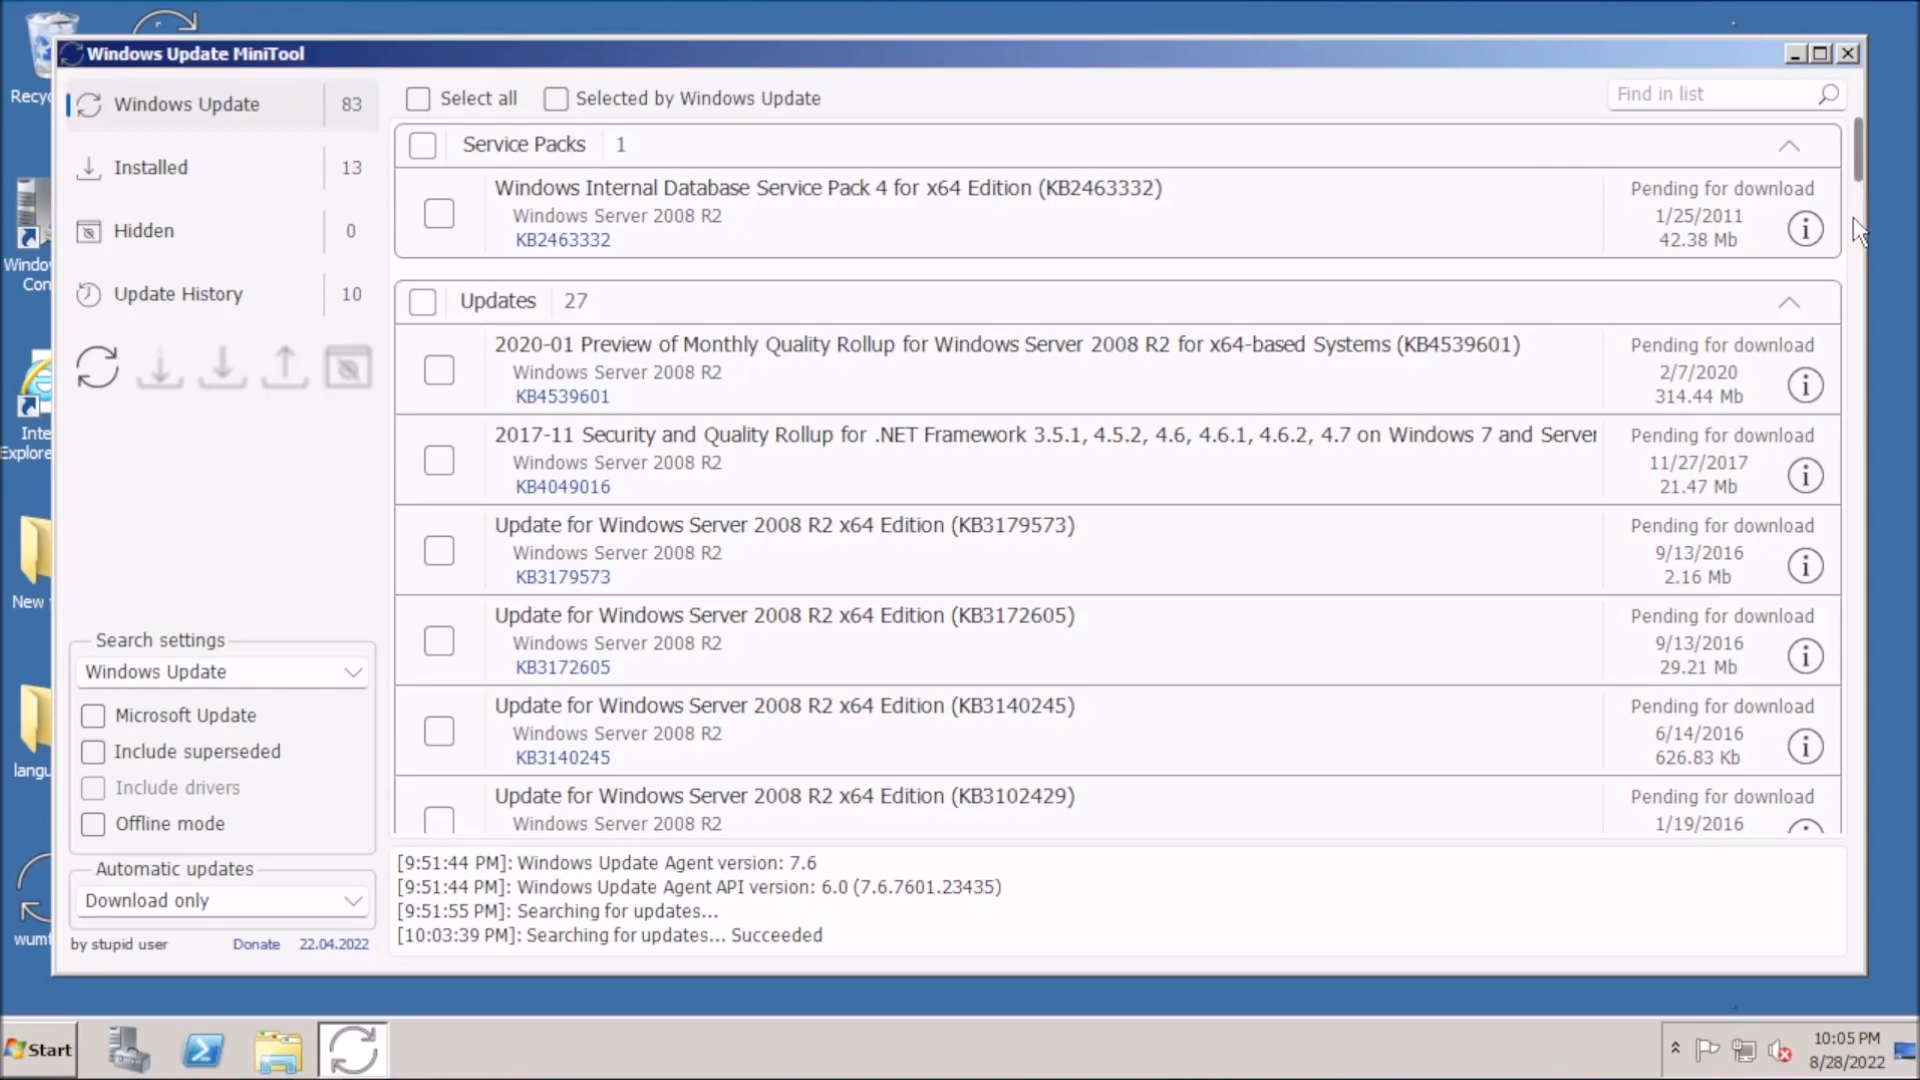 Windows Update MiniTool
Recyc
Windo
Con
Inte
Explore
New
langu
wumt
Windows Update 83
Installed 13
Hidden 0
Update History 10
Search settings
Windows Update
Microsoft Update
Include superseded
Include drivers
Offline mode
Automatic updates
Download only
by stupid user Donate 22.04.2022
Select all Selected by Windows Update Find in list
Service Packs 1
Windows Internal Database Service Pack 4 for x64 Edition (KB2463332) Pending for download
Windows Server 2008 R2 1/25/2011
KB2463332 42.38 Mb
Updates 27
2020-01 Preview of Monthly Quality Rollup for Windows Server 2008 R2 for x64-based Systems (KB4539601) Pending for download
Windows Server 2008 R2 2/7/2020
KB4539601 314.44 Mb
2017-11 Security and Quality Rollup for .NET Framework 3.5.1, 4.5.2, 4.6, 4.6.1, 4.6.2, 4.7 on Windows 7 and Server Pending for download
Windows Server 2008 R2 11/27/2017
KB4049016 21.47 Mb
Update for Windows Server 2008 R2 x64 Edition (KB3179573) Pending for download
Windows Server 2008 R2 9/13/2016
KB3179573 2.16 Mb
Update for Windows Server 2008 R2 x64 Edition (KB3172605) Pending for download
Windows Server 2008 R2 9/13/2016
KB3172605 29.21 Mb
Update for Windows Server 2008 R2 x64 Edition (KB3140245) Pending for download
Windows Server 2008 R2 6/14/2016
KB3140245 626.83 Kb
Update for Windows Server 2008 R2 x64 Edition (KB3102429) Pending for download
Windows Server 2008 R2 1/19/2016
[9:51:44 PM]: Windows Update Agent version: 7.6
[9:51:44 PM]: Windows Update Agent API version: 6.0 (7.6.7601.23435)
[9:51:55 PM]: Searching for updates...
[10:03:39 PM]: Searching for updates... Succeeded
Start
10:05 PM
8/28/2022